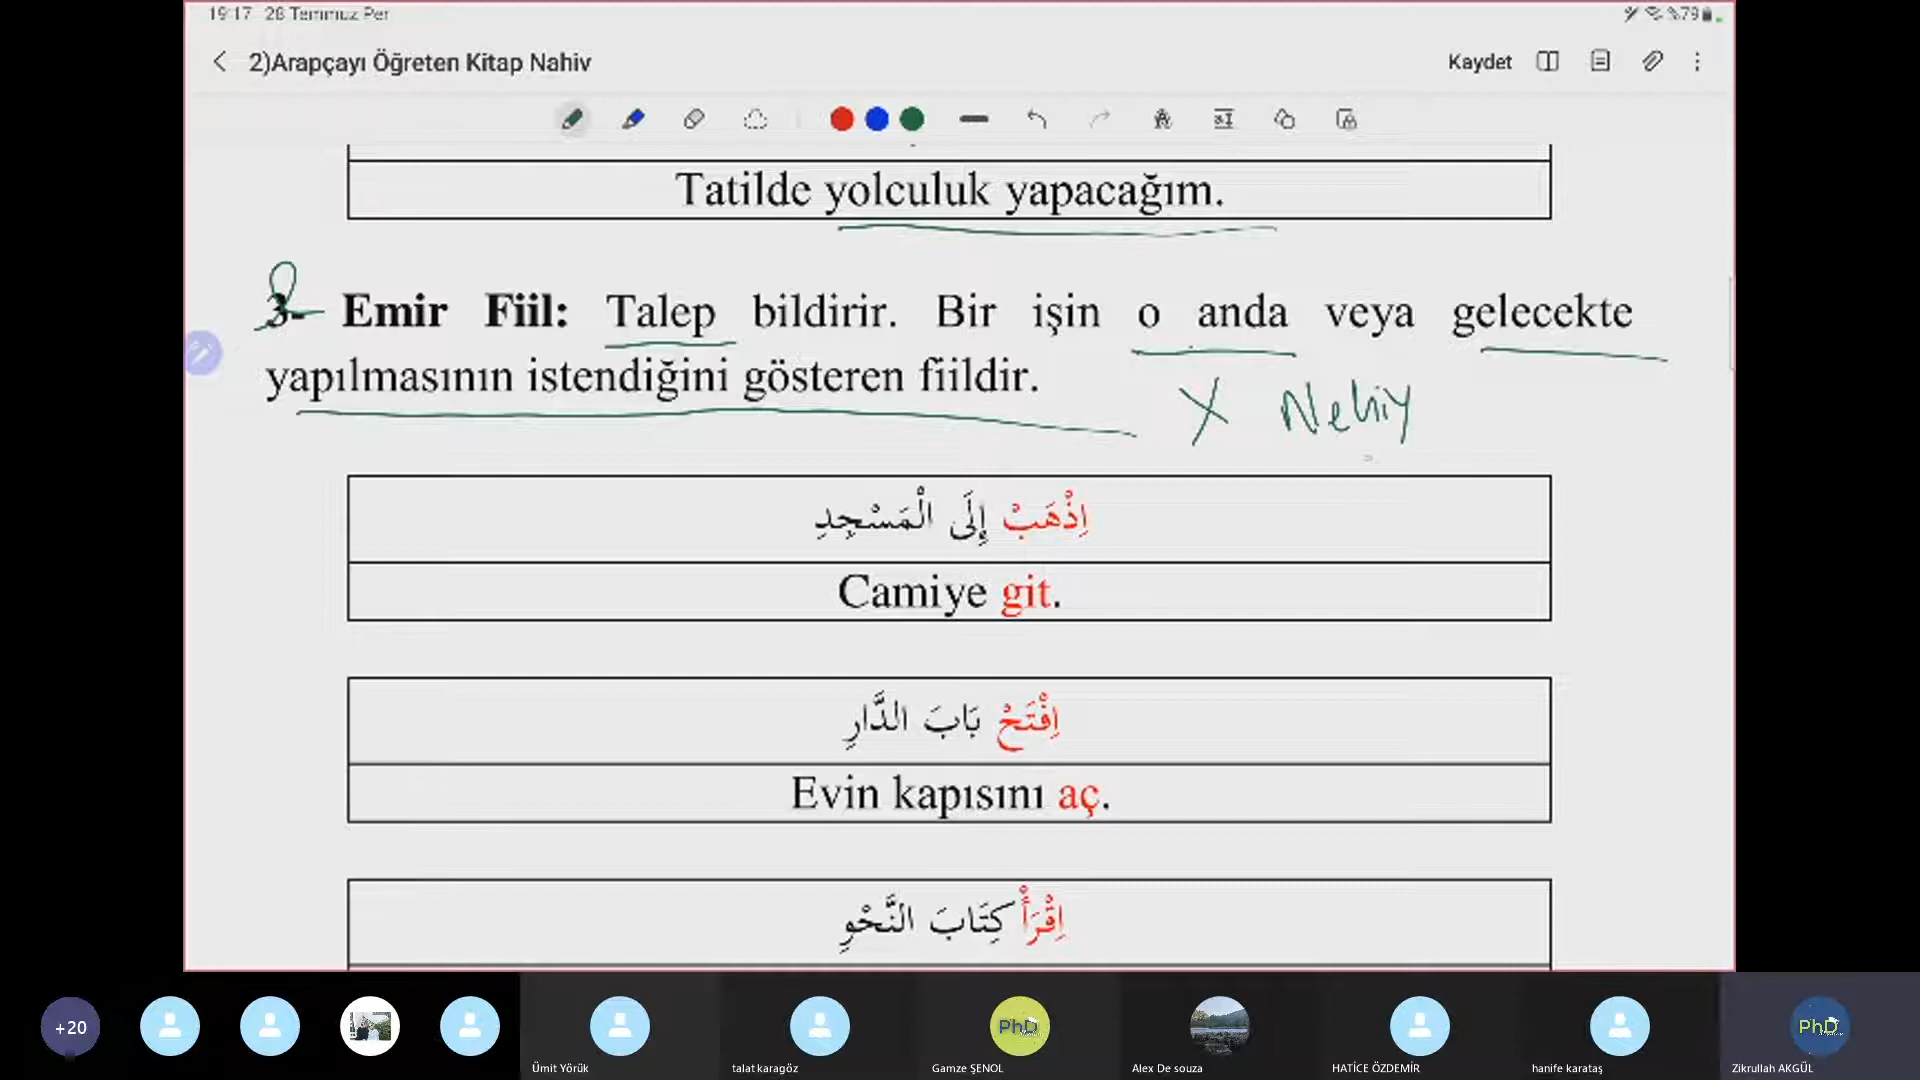 19:17 28 Temmuz Per
%79
2)Arapçayı Öğreten Kitap Nahiv
Kaydet
Tatilde yolculuk yapacağım.
3- Emir Fiil: Talep bildirir. Bir işin o anda veya gelecekte
yapılmasının istendiğini gösteren fiildir.
X Nehiy
اِذْهَبْ إِلَى الْمَسْجِدِ
Camiye git.
اِفْتَحْ بَابَ الدَّارِ
Evin kapısını aç.
اِقْرَأْ كِتَابَ النَّحْوِ
+20
Ümit Yörük
talat karagöz
PhD
Gamze ŞENOL
Alex De souza
HATİCE ÖZDEMİR
hanife karataş
PhD
Zikrullah AKGÜL